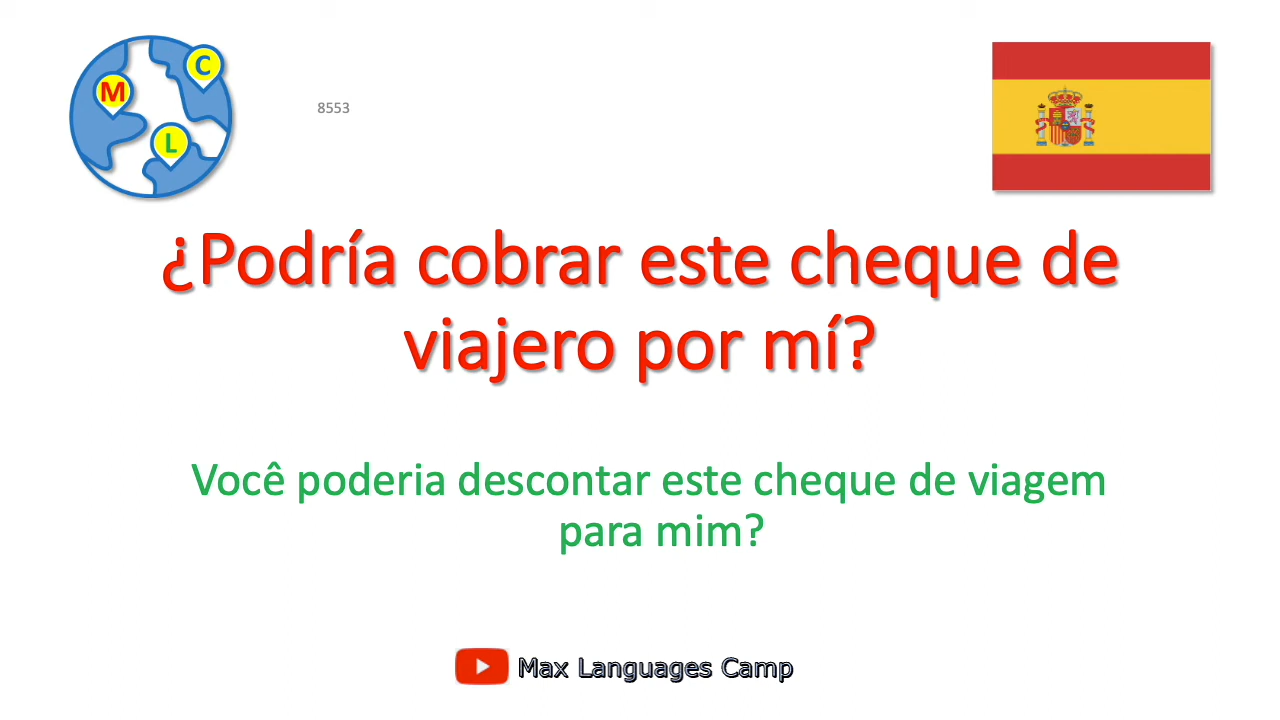 M
C
L
8553
¿Podría cobrar este cheque de
viajero por mí?
Você poderia descontar este cheque de viagem
para mim?
Max Languages Camp